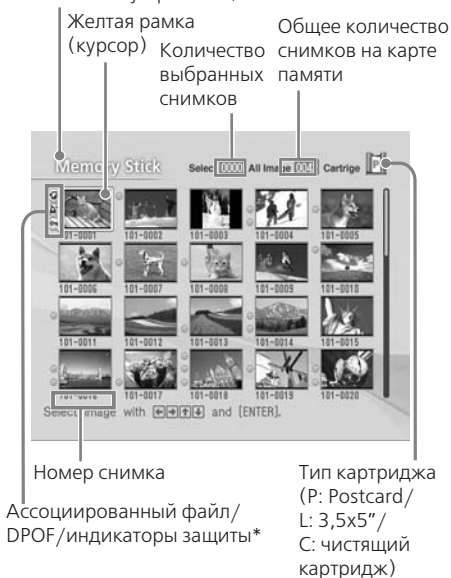 Желтая рамка
(курсор)
Количество
выбранных
снимков
Общее количество
снимков на карте
памяти
Memory Stick
Select 0000 All Image 004 Cartrige P
101-0001 101-0002 101-0003 101-0004 101-0005
101-0006 101-0007 101-0008 101-0009 101-0010
101-0011 101-0012 101-0013 101-0014 101-0015
101-0016 101-0017 101-0018 101-0019 101-0020
Select image with ←→↑↓ and [ENTER].
Номер снимка
Ассоциированный файл/
DPOF/индикаторы защиты*
Тип картриджа
(P: Postcard/
L: 3,5x5”/
C: чистящий
картридж)